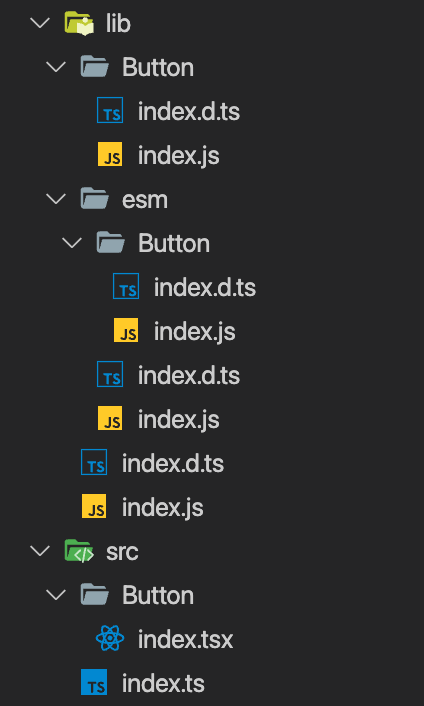 lib
Button
TS index.d.ts
JS index.js
esm
Button
TS index.d.ts
JS index.js
TS index.d.ts
JS index.js
TS index.d.ts
JS index.js
src
Button
index.tsx
TS index.ts